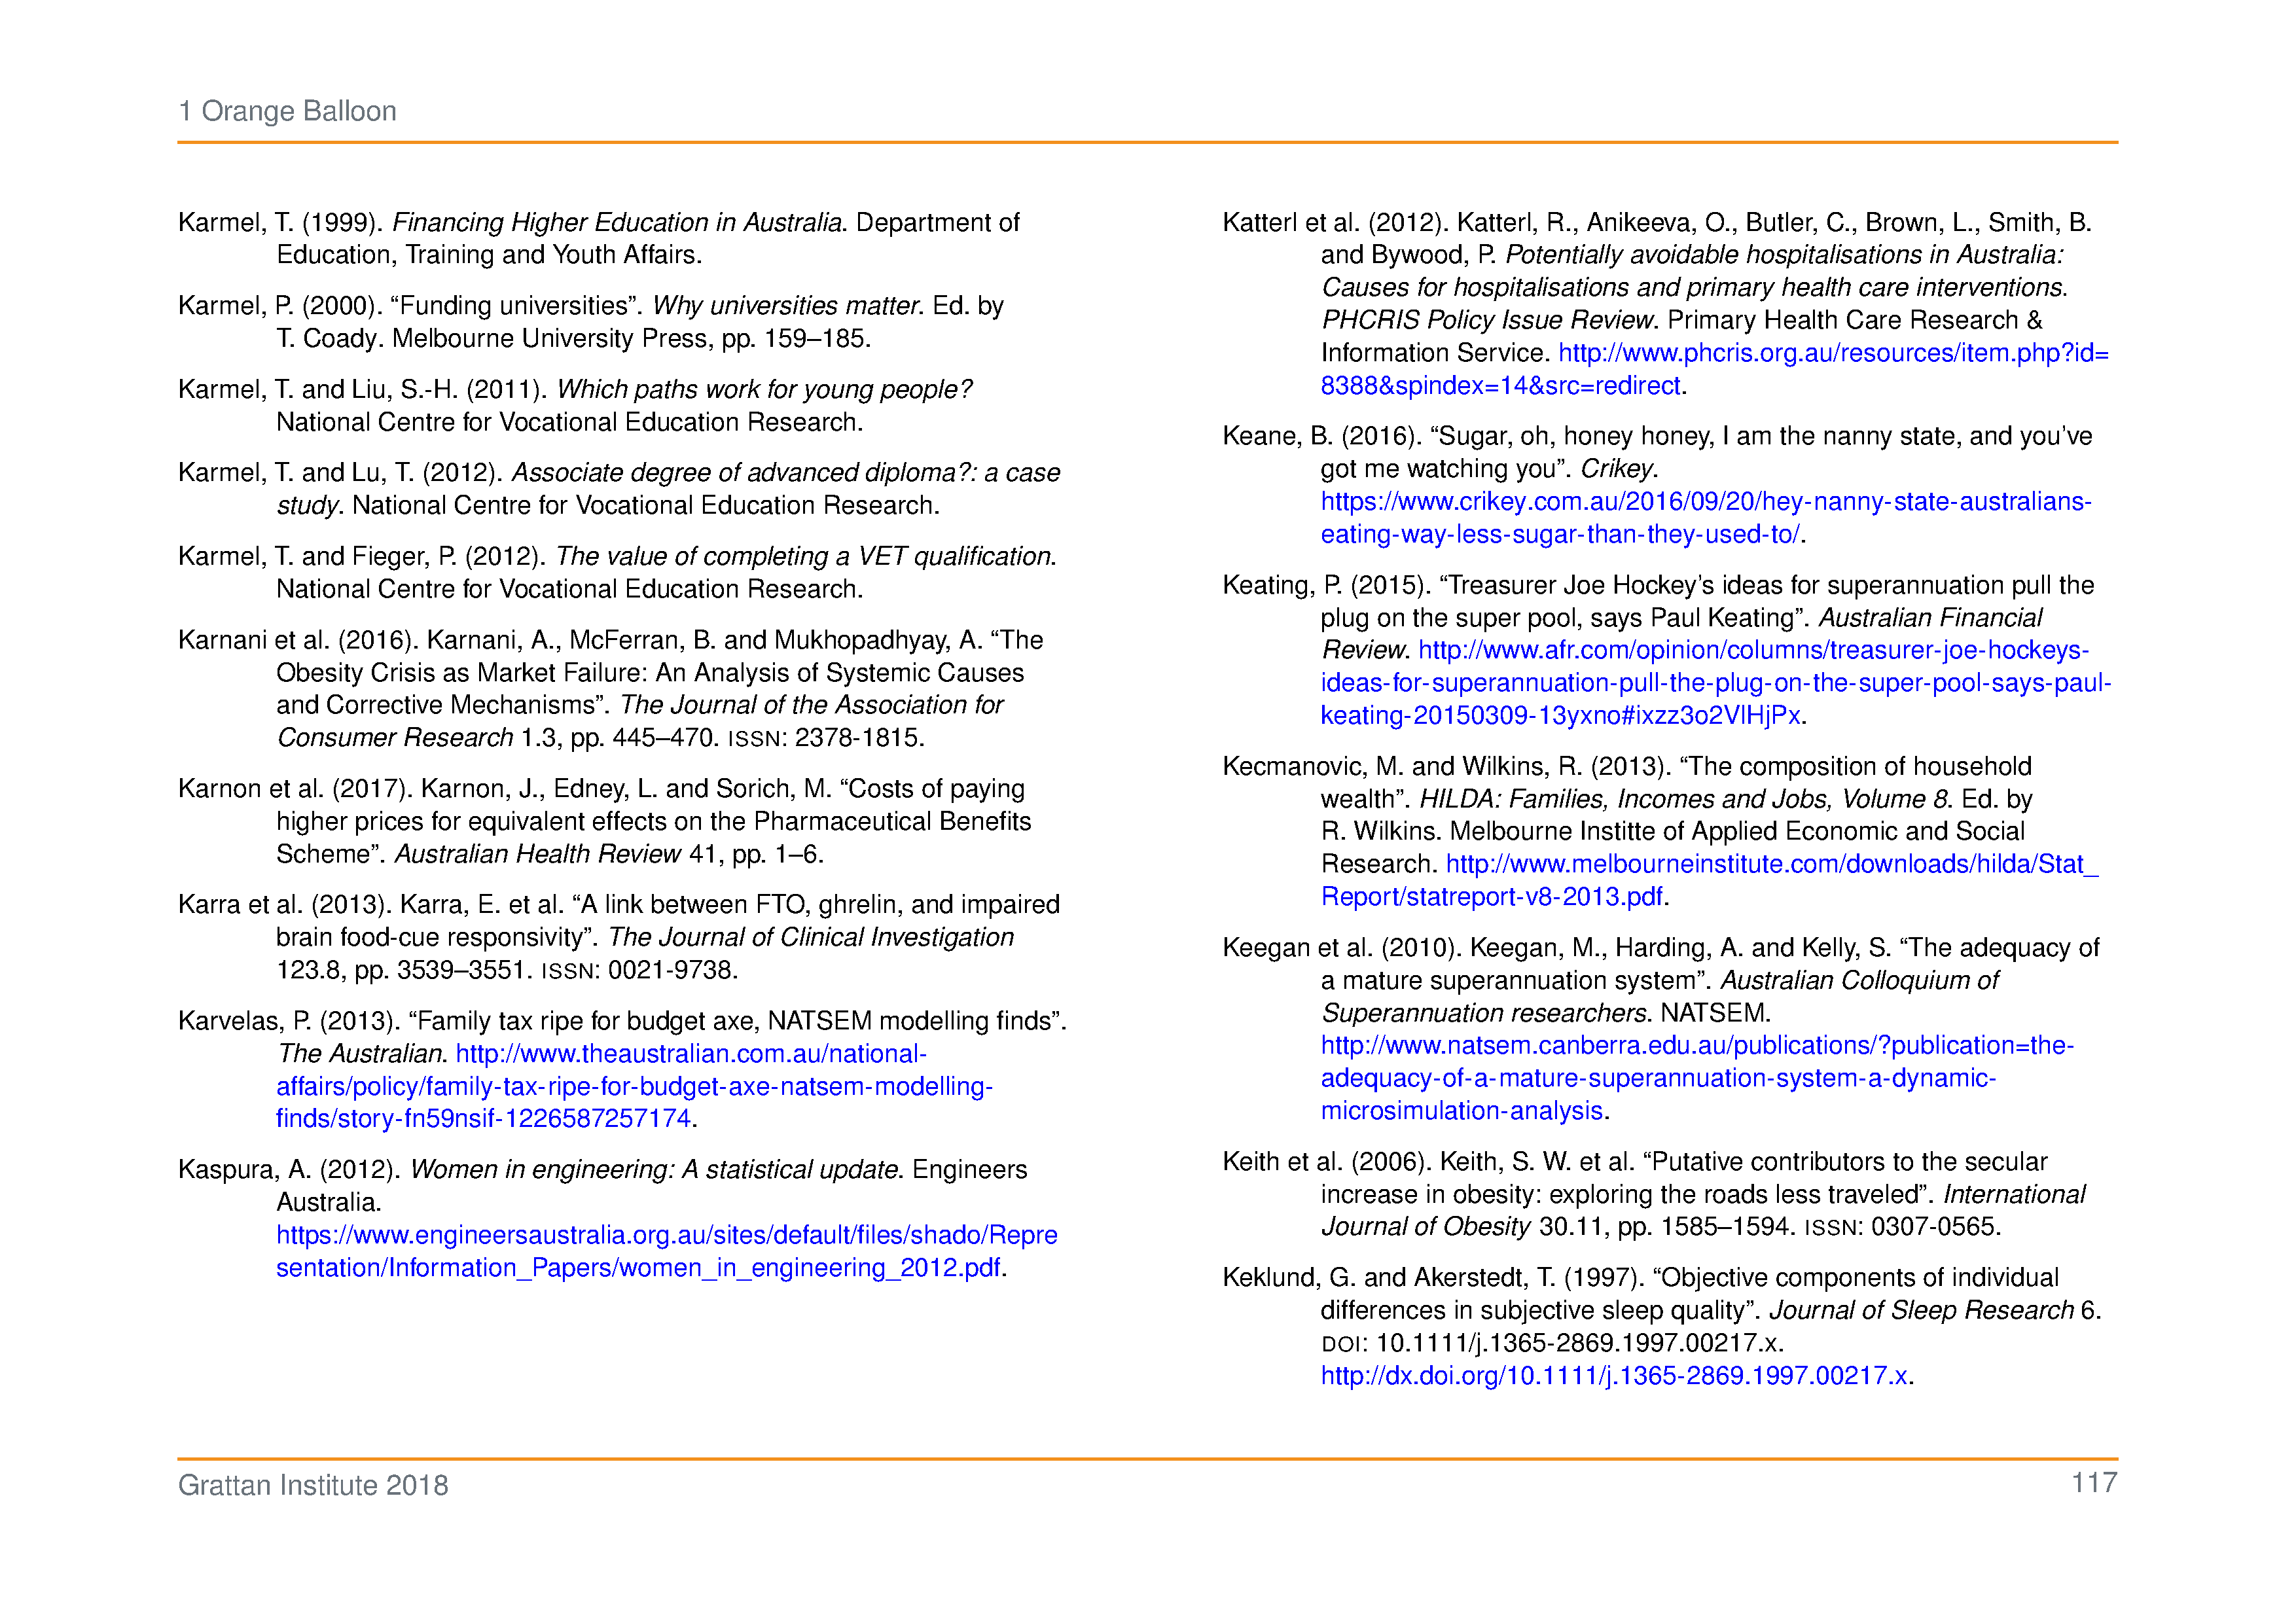 1 Orange Balloon
Karmel, T. (1999). Financing Higher Education in Australia. Department of
Education, Training and Youth Affairs.
Karmel, P. (2000). “Funding universities”. Why universities matter. Ed. by
T. Coady. Melbourne University Press, pp. 159–185.
Karmel, T. and Liu, S.-H. (2011). Which paths work for young people?
National Centre for Vocational Education Research.
Karmel, T. and Lu, T. (2012). Associate degree of advanced diploma?: a case
study. National Centre for Vocational Education Research.
Karmel, T. and Fieger, P. (2012). The value of completing a VET qualification.
National Centre for Vocational Education Research.
Karnani et al. (2016). Karnani, A., McFerran, B. and Mukhopadhyay, A. “The
Obesity Crisis as Market Failure: An Analysis of Systemic Causes
and Corrective Mechanisms”. The Journal of the Association for
Consumer Research 1.3, pp. 445–470. ISSN: 2378-1815.
Karnon et al. (2017). Karnon, J., Edney, L. and Sorich, M. “Costs of paying
higher prices for equivalent effects on the Pharmaceutical Benefits
Scheme”. Australian Health Review 41, pp. 1–6.
Karra et al. (2013). Karra, E. et al. “A link between FTO, ghrelin, and impaired
brain food-cue responsivity”. The Journal of Clinical Investigation
123.8, pp. 3539–3551. ISSN: 0021-9738.
Karvelas, P. (2013). “Family tax ripe for budget axe, NATSEM modelling finds”.
The Australian. http://www.theaustralian.com.au/national-
affairs/policy/family-tax-ripe-for-budget-axe-natsem-modelling-
finds/story-fn59nsif-1226587257174.
Kaspura, A. (2012). Women in engineering: A statistical update. Engineers
Australia.
https://www.engineersaustralia.org.au/sites/default/files/shado/Repre
sentation/Information_Papers/women_in_engineering_2012.pdf.
Katterl et al. (2012). Katterl, R., Anikeeva, O., Butler, C., Brown, L., Smith, B.
and Bywood, P. Potentially avoidable hospitalisations in Australia:
Causes for hospitalisations and primary health care interventions.
PHCRIS Policy Issue Review. Primary Health Care Research &
Information Service. http://www.phcris.org.au/resources/item.php?id=
8388&spindex=14&src=redirect.
Keane, B. (2016). “Sugar, oh, honey honey, I am the nanny state, and you’ve
got me watching you”. Crikey.
https://www.crikey.com.au/2016/09/20/hey-nanny-state-australians-
eating-way-less-sugar-than-they-used-to/.
Keating, P. (2015). “Treasurer Joe Hockey’s ideas for superannuation pull the
plug on the super pool, says Paul Keating”. Australian Financial
Review. http://www.afr.com/opinion/columns/treasurer-joe-hockeys-
ideas-for-superannuation-pull-the-plug-on-the-super-pool-says-paul-
keating-20150309-13yxno#ixzz3o2VlHjPx.
Kecmanovic, M. and Wilkins, R. (2013). “The composition of household
wealth”. HILDA: Families, Incomes and Jobs, Volume 8. Ed. by
R. Wilkins. Melbourne Institte of Applied Economic and Social
Research. http://www.melbourneinstitute.com/downloads/hilda/Stat_
Report/statreport-v8-2013.pdf.
Keegan et al. (2010). Keegan, M., Harding, A. and Kelly, S. “The adequacy of
a mature superannuation system”. Australian Colloquium of
Superannuation researchers. NATSEM.
http://www.natsem.canberra.edu.au/publications/?publication=the-
adequacy-of-a-mature-superannuation-system-a-dynamic-
microsimulation-analysis.
Keith et al. (2006). Keith, S. W. et al. “Putative contributors to the secular
increase in obesity: exploring the roads less traveled”. International
Journal of Obesity 30.11, pp. 1585–1594. ISSN: 0307-0565.
Keklund, G. and Akerstedt, T. (1997). “Objective components of individual
differences in subjective sleep quality”. Journal of Sleep Research 6.
DOI: 10.1111/j.1365-2869.1997.00217.x.
http://dx.doi.org/10.1111/j.1365-2869.1997.00217.x.
Grattan Institute 2018
117